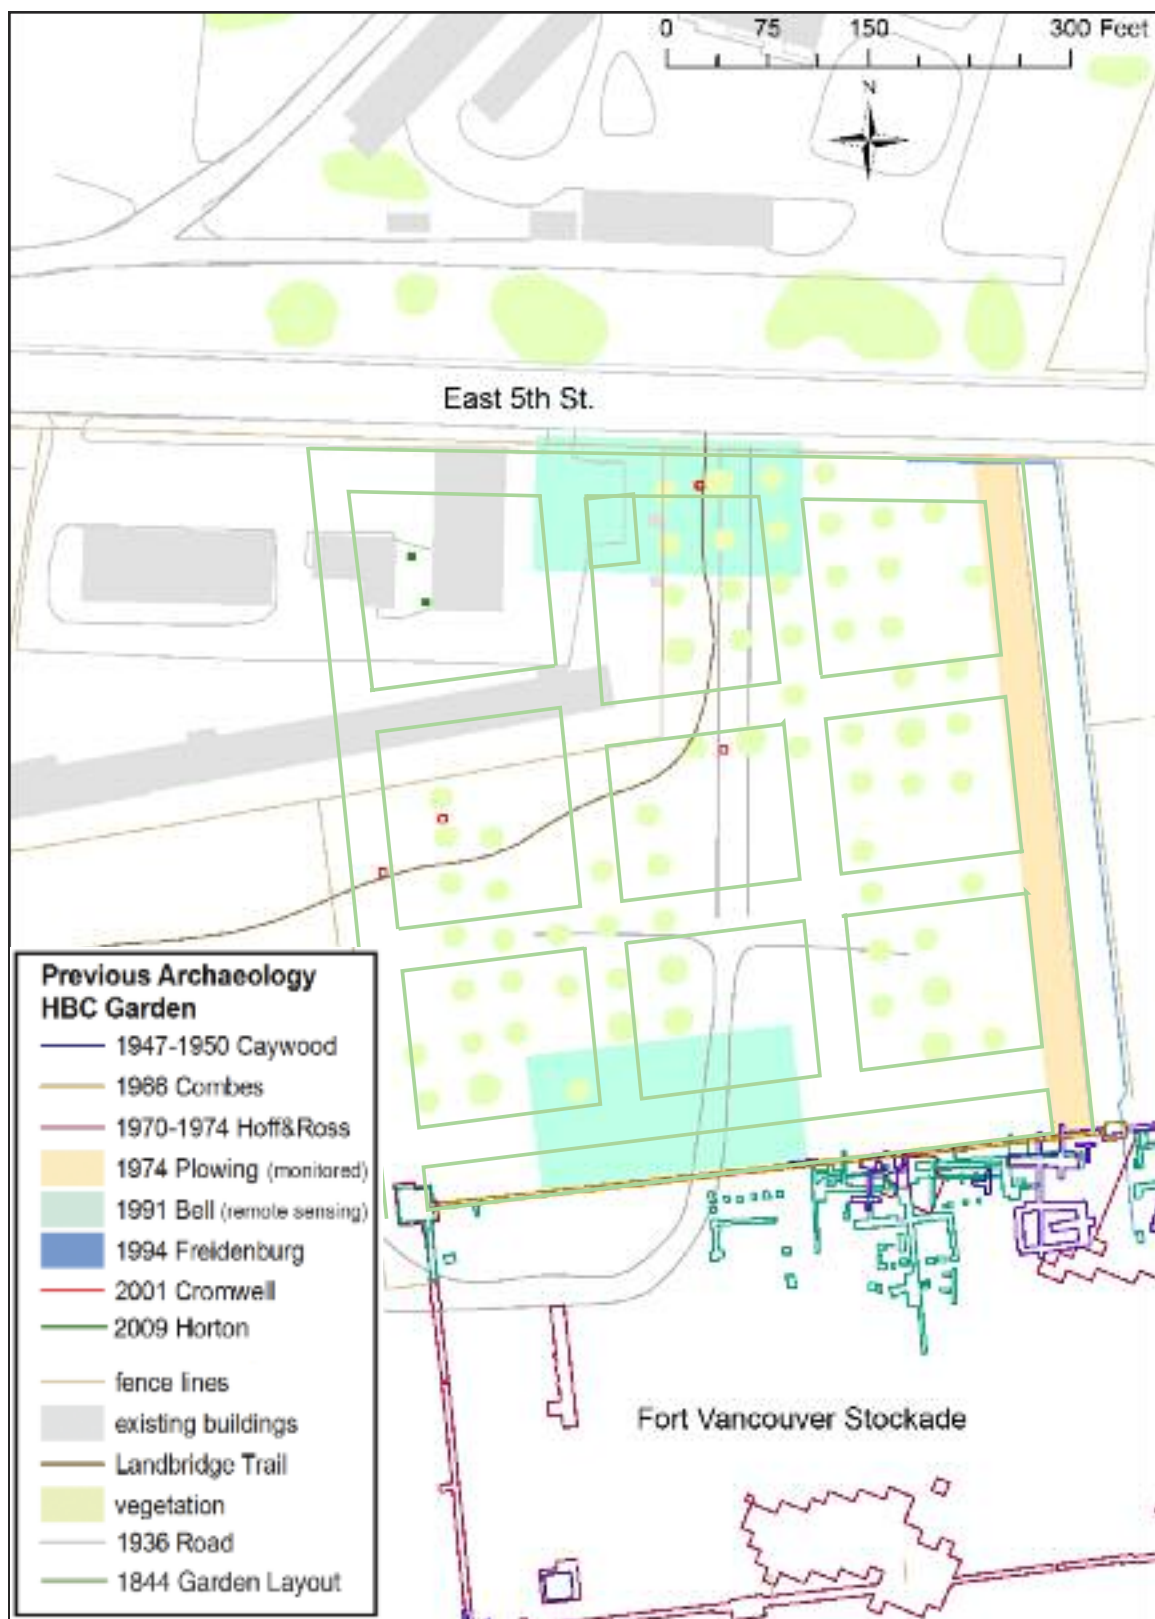 0 75 150 300 Feet
N
East 5th St.
Previous Archaeology
HBC Garden
1947-1950 Caywood
1966 Combes
1970-1974 Hoff&Ross
1974 Plowing (monitored)
1991 Bell (remote sensing)
1994 Freidenburg
2001 Cromwell
2009 Horton
fence lines
existing buildings
Landbridge Trail
vegetation
1936 Road
1844 Garden Layout
Fort Vancouver Stockade